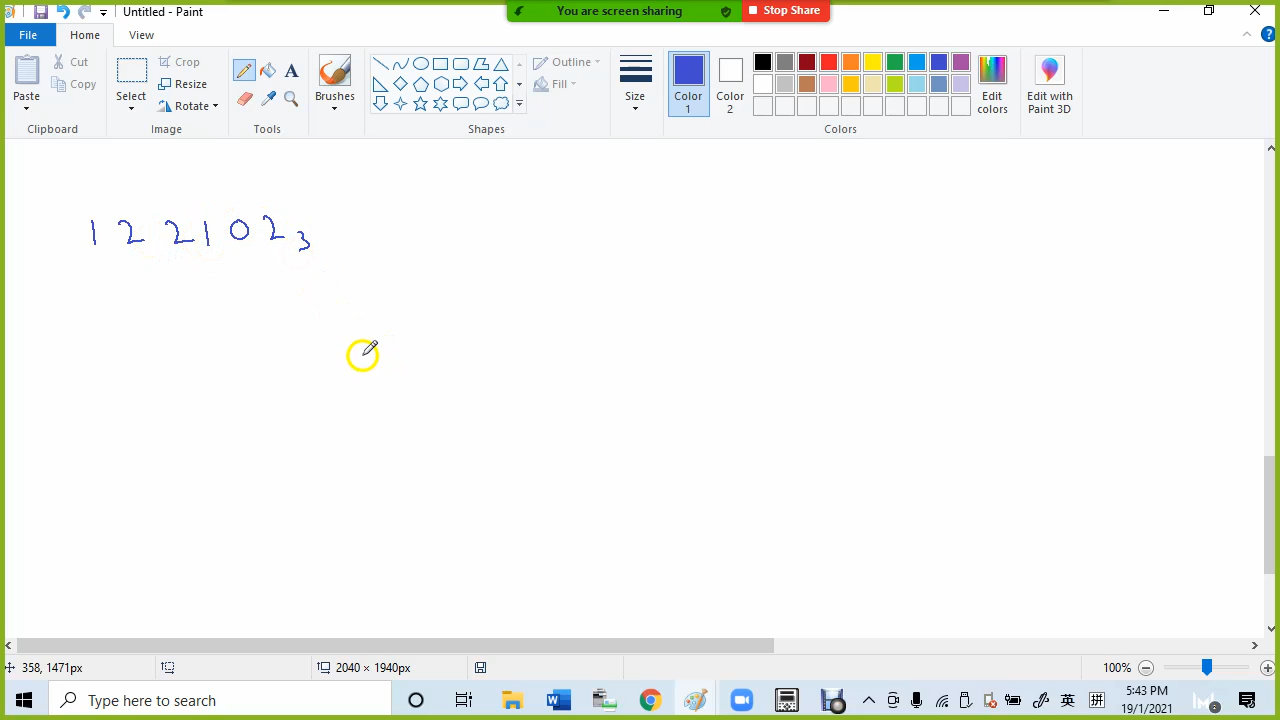 Untitled - Paint
You are screen sharing
Stop Share
File Home View
Paste
Cut
Copy
Clipboard
Select
Crop
Resize
Rotate
Image
A
Tools
Brushes
Shapes
Outline
Fill
Size
Color 1
Color 2
Edit colors
Colors
Edit with Paint 3D
1 2 2 1 0 2 3
358, 1471px
2040 × 1940px
100%
Type here to search
英
拼
5:43 PM
19/1/2021
2